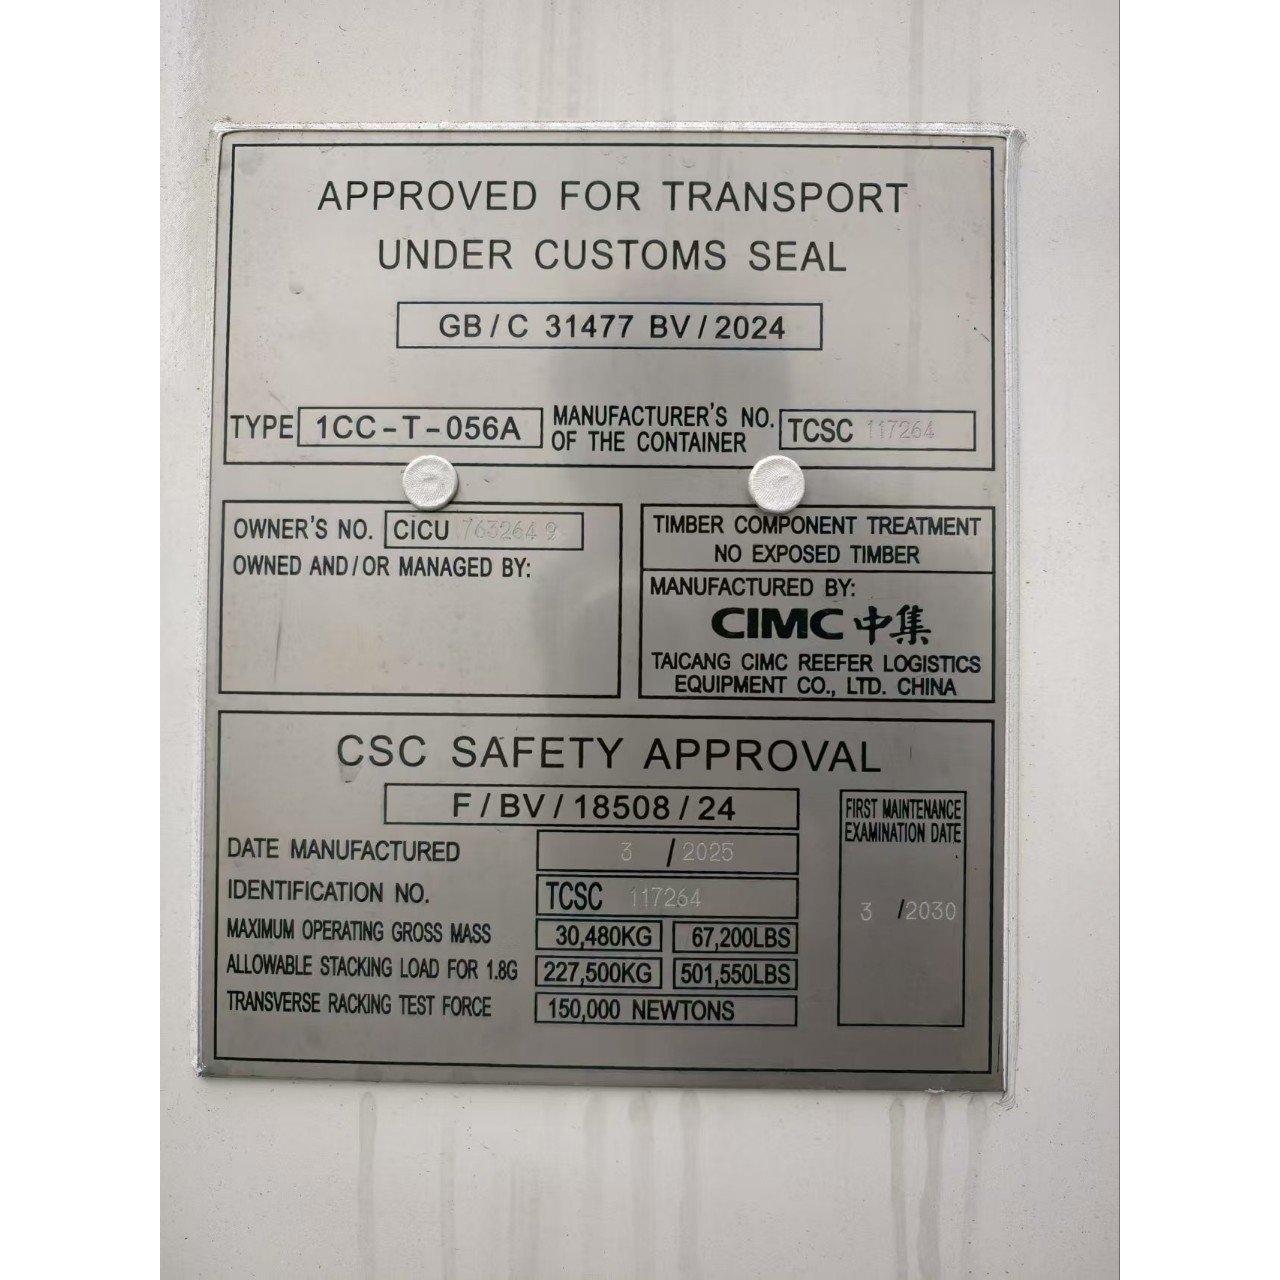 APPROVED FOR TRANSPORT
UNDER CUSTOMS SEAL
GB/C 31477 BV/2024
TYPE 1CC-T-056A
MANUFACTURER'S NO.
OF THE CONTAINER
TCSC 117264
OWNER'S NO. CICU 763264 9
OWNED AND/OR MANAGED BY:
TIMBER COMPONENT TREATMENT
NO EXPOSED TIMBER
MANUFACTURED BY:
CIMC 中集
TAICANG CIMC REEFER LOGISTICS
EQUIPMENT CO., LTD. CHINA
CSC SAFETY APPROVAL
F/BV/18508/24
DATE MANUFACTURED 3 / 2025
IDENTIFICATION NO. TCSC 117264
MAXIMUM OPERATING GROSS MASS 30,480KG 67,200LBS
ALLOWABLE STACKING LOAD FOR 1.8G 227,500KG 501,550LBS
TRANSVERSE RACKING TEST FORCE 150,000 NEWTONS
FIRST MAINTENANCE
EXAMINATION DATE
3 /2030